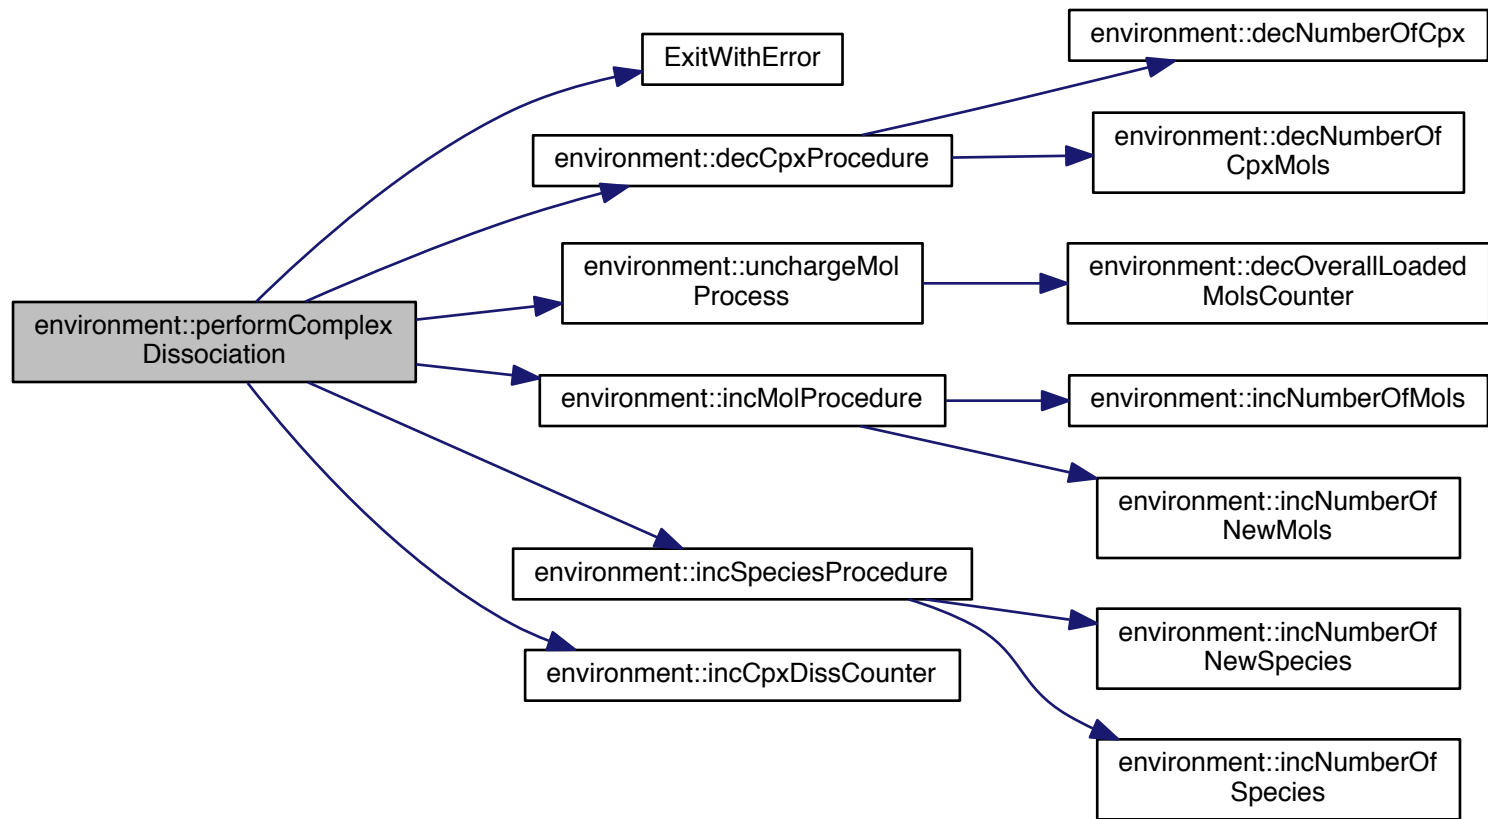 environment::performComplex
Dissociation
ExitWithError
environment::decCpxProcedure
environment::unchargeMol
Process
environment::incMolProcedure
environment::incSpeciesProcedure
environment::incCpxDissCounter
environment::decNumberOfCpx
environment::decNumberOf
CpxMols
environment::decOverallLoaded
MolsCounter
environment::incNumberOfMols
environment::incNumberOf
NewMols
environment::incNumberOf
NewSpecies
environment::incNumberOf
Species